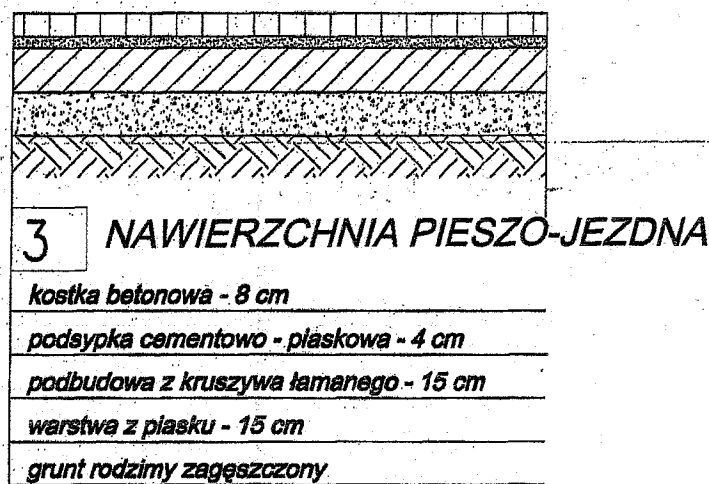 3 NAWIERZCHNIA PIESZO-JEZDNA
kostka betonowa - 8 cm
podsypka cementowo - piaskowa - 4 cm
podbudowa z kruszywa łamanego - 15 cm
warstwa z piasku - 15 cm
grunt rodzimy zagęszczony